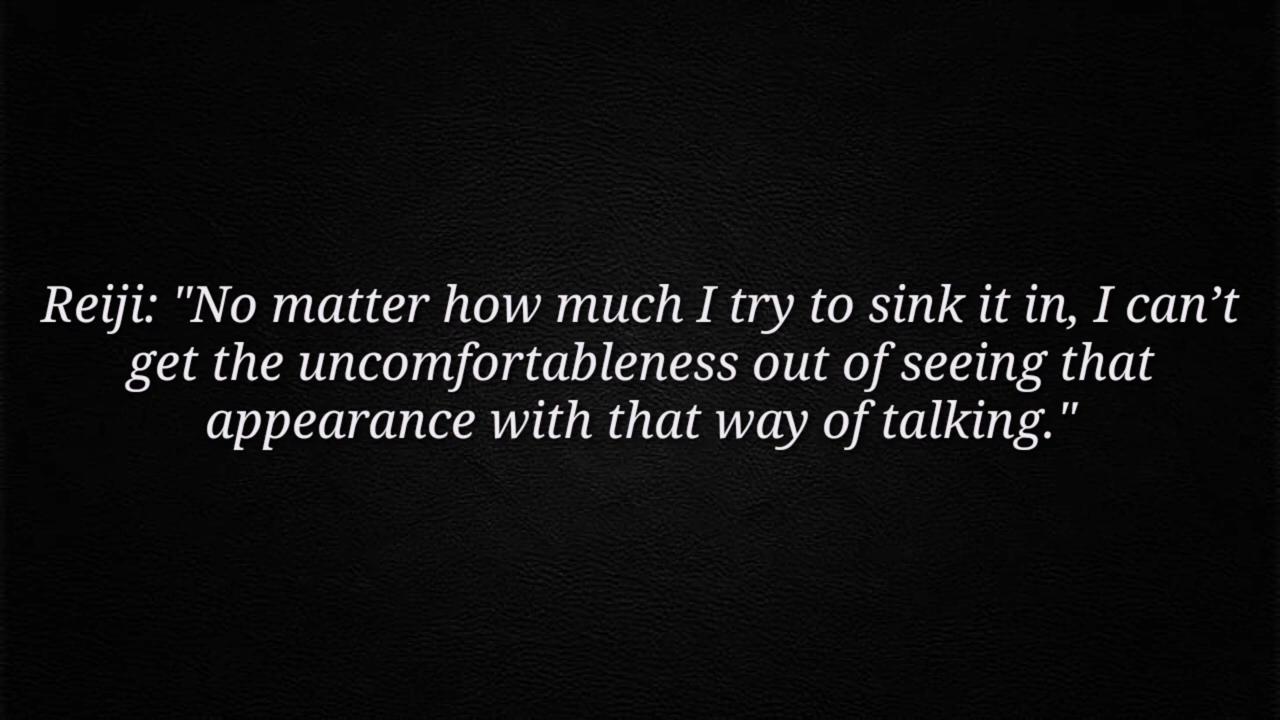 Reiji: "No matter how much I try to sink it in, I can’t
get the uncomfortableness out of seeing that
appearance with that way of talking."